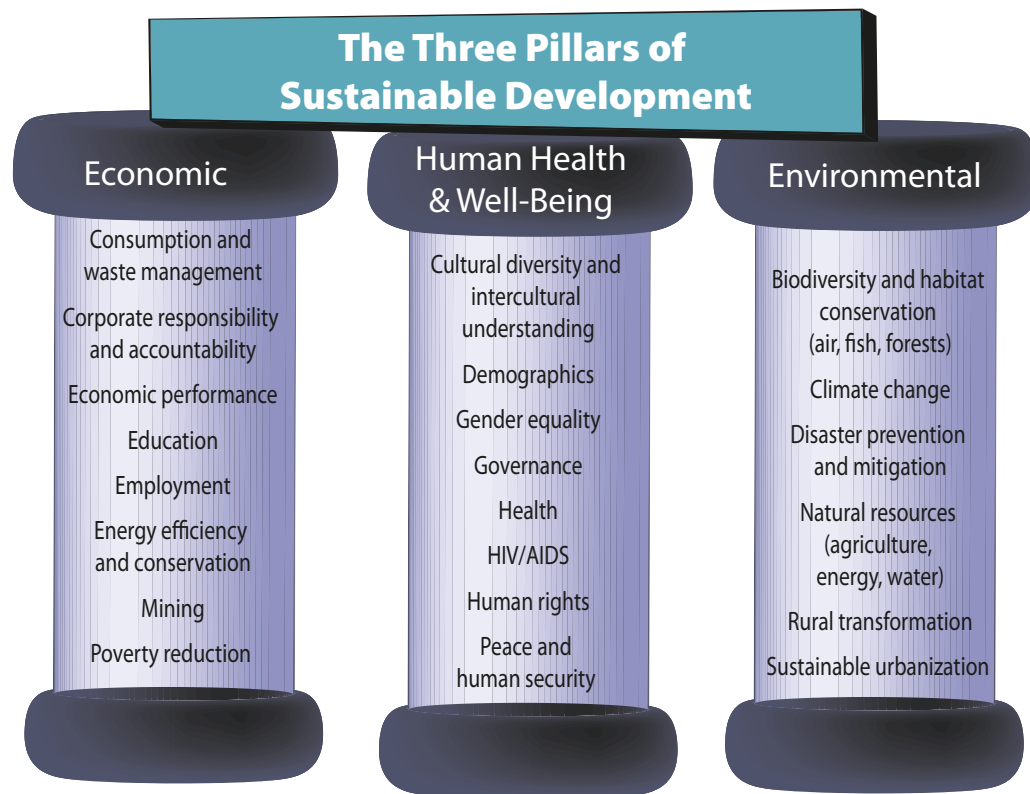 The Three Pillars of
Sustainable Development
Economic
Consumption and
waste management
Corporate responsibility
and accountability
Economic performance
Education
Employment
Energy efficiency
and conservation
Mining
Poverty reduction
Human Health
& Well-Being
Cultural diversity and
intercultural
understanding
Demographics
Gender equality
Governance
Health
HIV/AIDS
Human rights
Peace and
human security
Environmental
Biodiversity and habitat
conservation
(air, fish, forests)
Climate change
Disaster prevention
and mitigation
Natural resources
(agriculture,
energy, water)
Rural transformation
Sustainable urbanization